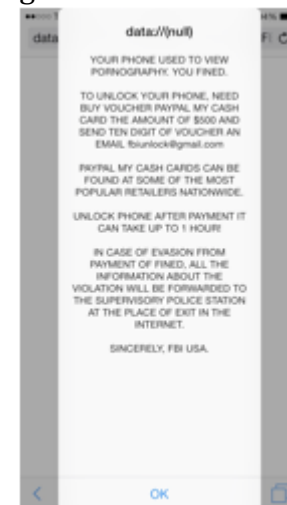 data://(null)
YOUR PHONE USED TO VIEW
PORNOGRAPHY. YOU FINED.
TO UNLOCK YOUR PHONE, NEED
BUY VOUCHER PAYPAL MY CASH
CARD THE AMOUNT OF $500 AND
SEND TEN DIGIT OF VOUCHER AN
EMAIL fbiunlock@gmail.com
PAYPAL MY CASH CARDS CAN BE
FOUND AT SOME OF THE MOST
POPULAR RETAILERS NATIONWIDE.
UNLOCK PHONE AFTER PAYMENT IT
CAN TAKE UP TO 1 HOUR!
IN CASE OF EVASION FROM
PAYMENT OF FINED, ALL THE
INFORMATION ABOUT THE
VIOLATION WILL BE FORWARDED TO
THE SUPERVISORY POLICE STATION
AT THE PLACE OF EXIT IN THE
INTERNET.
SINCERELY, FBI USA.
OK